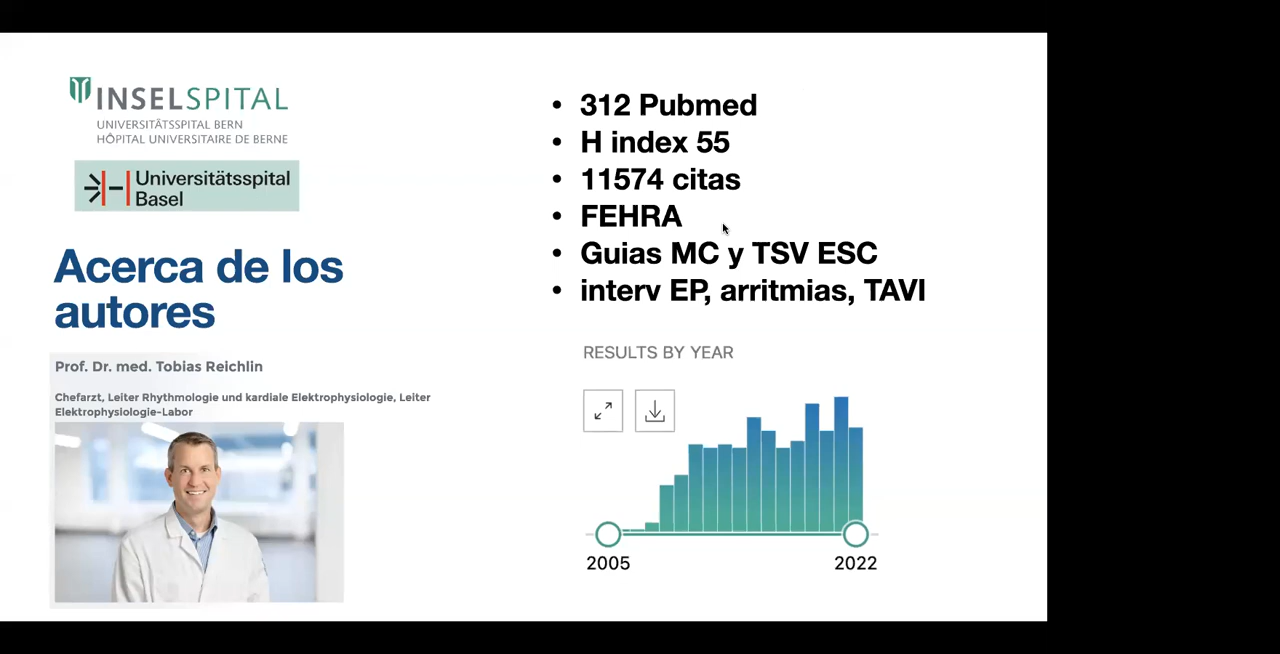 INSELSPITAL
UNIVERSITÄTSSPITAL BERN
HÔPITAL UNIVERSITAIRE DE BERNE
Universitätsspital
Basel
Acerca de los
autores
Prof. Dr. med. Tobias Reichlin
Chefarzt, Leiter Rhythmologie und kardiale Elektrophysiologie, Leiter
Elektrophysiologie-Labor
• 312 Pubmed
• H index 55
• 11574 citas
• FEHRA
• Guias MC y TSV ESC
• interv EP, arritmias, TAVI
RESULTS BY YEAR
2005
2022